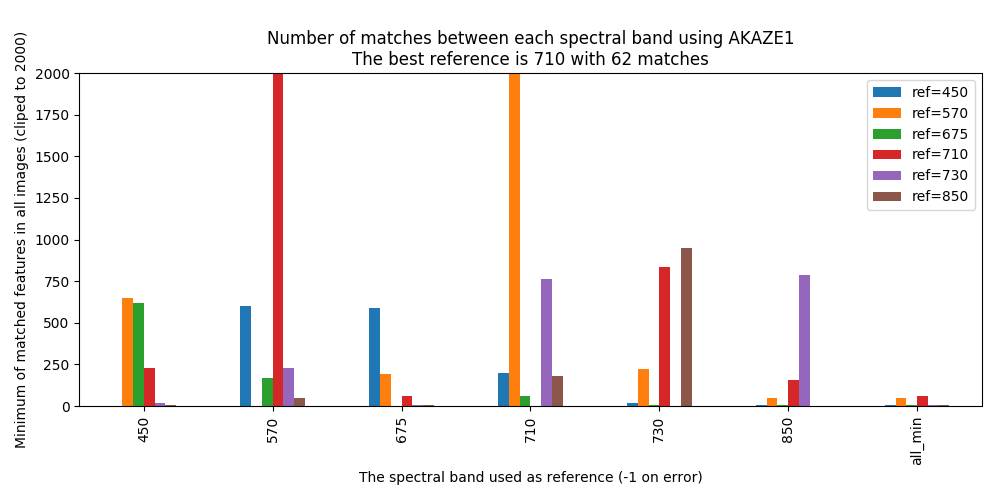 Number of matches between each spectral band using AKAZE1
The best reference is 710 with 62 matches
Minimum of matched features in all images (cliped to 2000)
2000
1750
1500
1250
1000
750
500
250
0
ref=450
ref=570
ref=675
ref=710
ref=730
ref=850
450
570
675
710
730
850
all_min
The spectral band used as reference (-1 on error)